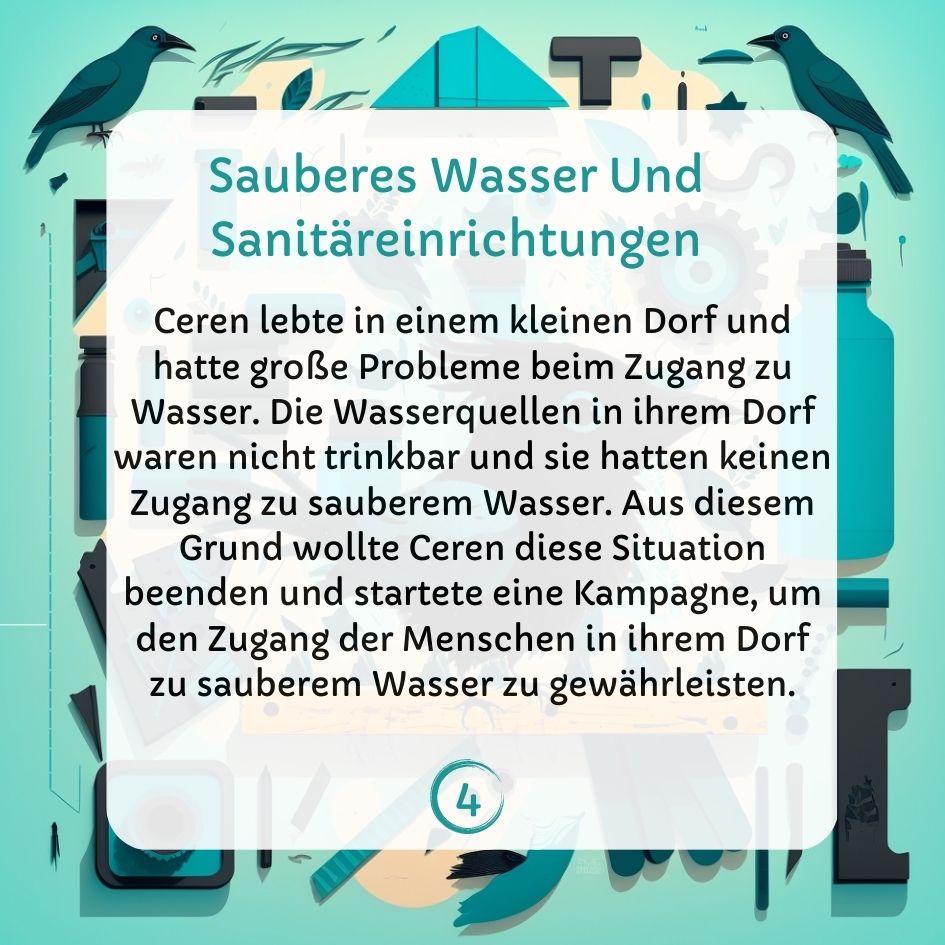 Sauberes Wasser Und
Sanitäreinrichtungen
Ceren lebte in einem kleinen Dorf und
hatte große Probleme beim Zugang zu
Wasser. Die Wasserquellen in ihrem Dorf
waren nicht trinkbar und sie hatten keinen
Zugang zu sauberem Wasser. Aus diesem
Grund wollte Ceren diese Situation
beenden und startete eine Kampagne, um
den Zugang der Menschen in ihrem Dorf
zu sauberem Wasser zu gewährleisten.
4